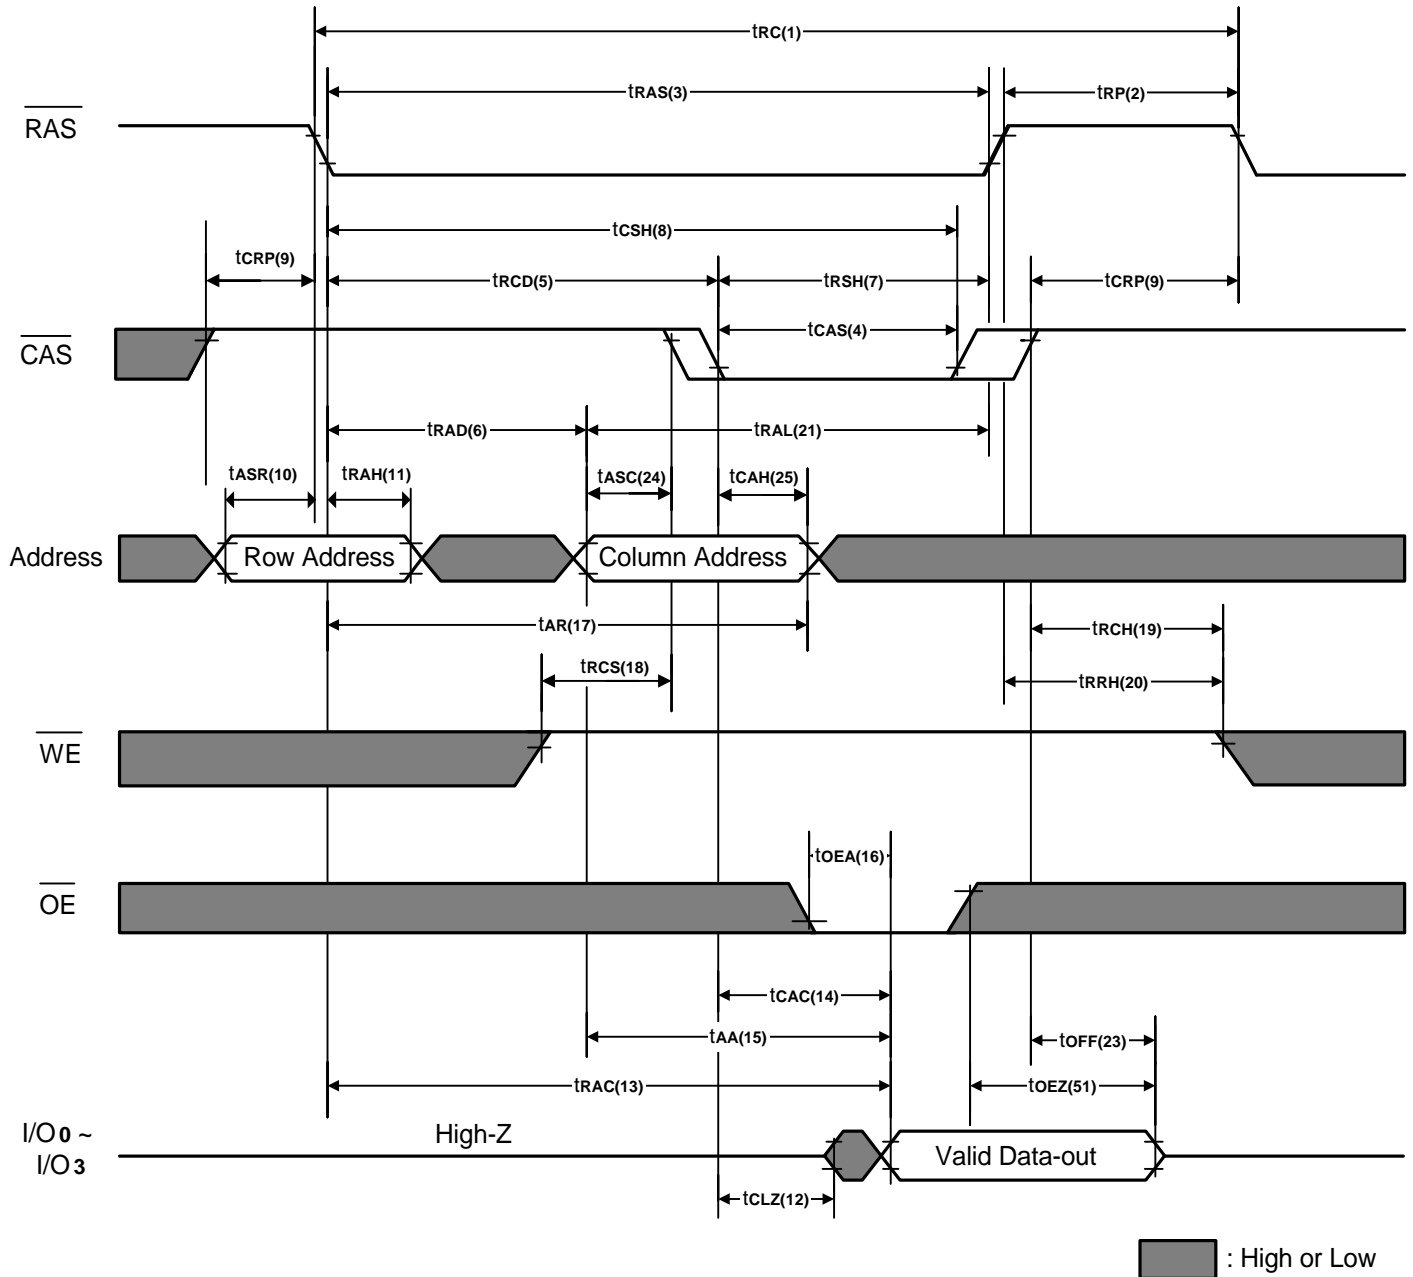 tRC(1)
tRAS(3)
tRP(2)
RAS
tCSH(8)
tCRP(9)
tRCD(5)
tRSH(7)
tCRP(9)
tCAS(4)
CAS
tRAD(6)
tRAL(21)
tASR(10)
tRAH(11)
tASC(24)
tCAH(25)
Address
Row Address
Column Address
tAR(17)
tRCH(19)
tRCS(18)
tRRH(20)
WE
tOEA(16)
OE
tCAC(14)
tAA(15)
tOFF(23)
tRAC(13)
tOEZ(51)
I/O0 ~
I/O3
High-Z
Valid Data-out
tCLZ(12)
: High or Low